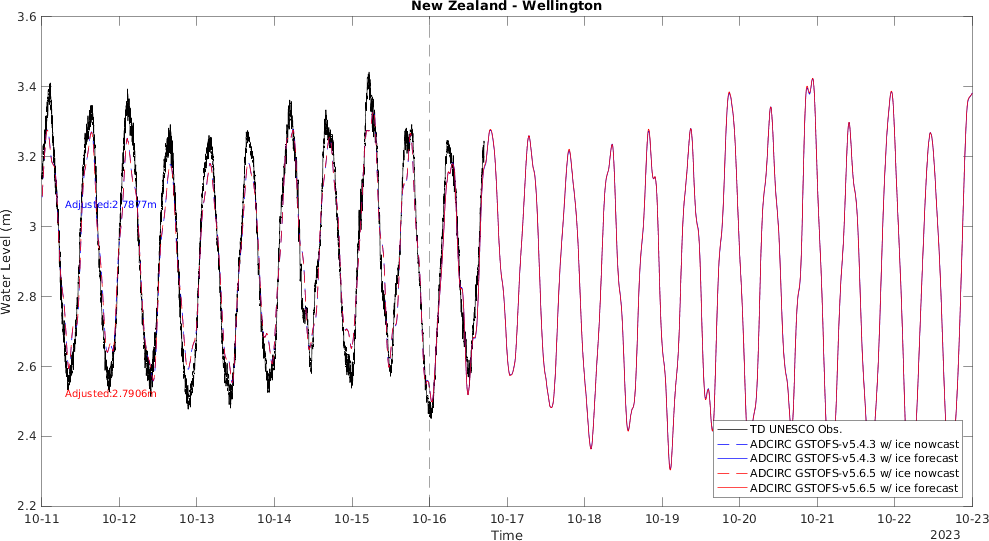 New Zealand - Wellington
3.6
3.4
3.2
3
2.8
2.6
2.4
2.2
Water Level (m)
Adjusted:2.7877m
Adjusted:2.7906m
TD UNESCO Obs.
ADCIRC GSTOFS-v5.4.3 w/ ice nowcast
ADCIRC GSTOFS-v5.4.3 w/ ice forecast
ADCIRC GSTOFS-v5.6.5 w/ ice nowcast
ADCIRC GSTOFS-v5.6.5 w/ ice forecast
10-11 10-12 10-13 10-14 10-15 10-16 10-17 10-18 10-19 10-20 10-21 10-22 10-23
Time
2023